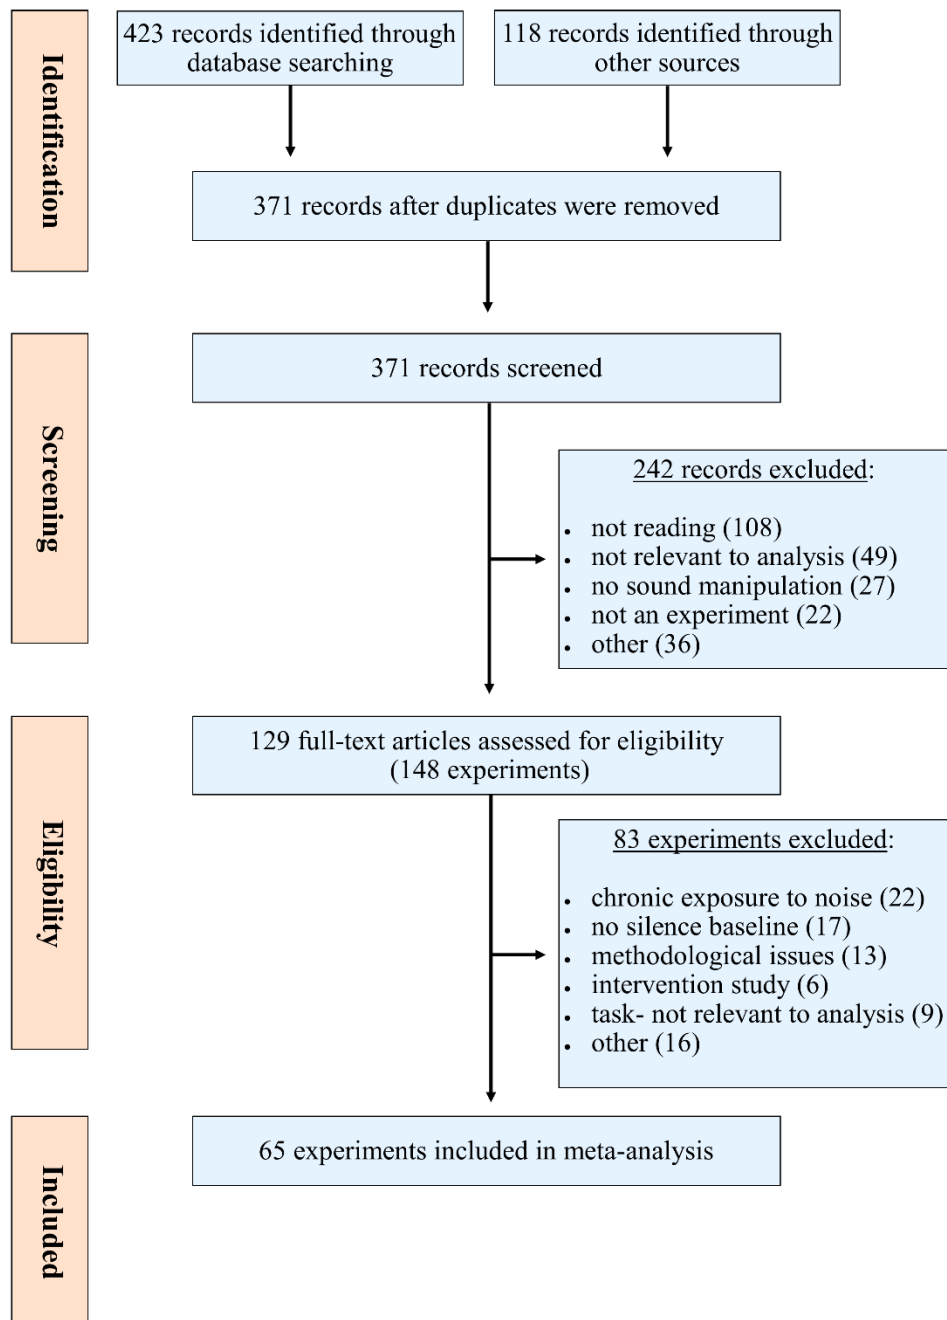 Identification
423 records identified through
database searching
118 records identified through
other sources
371 records after duplicates were removed
Screening
371 records screened
242 records excluded:
• not reading (108)
• not relevant to analysis (49)
• no sound manipulation (27)
• not an experiment (22)
• other (36)
Eligibility
129 full-text articles assessed for eligibility
(148 experiments)
83 experiments excluded:
• chronic exposure to noise (22)
• no silence baseline (17)
• methodological issues (13)
• intervention study (6)
• task- not relevant to analysis (9)
• other (16)
Included
65 experiments included in meta-analysis